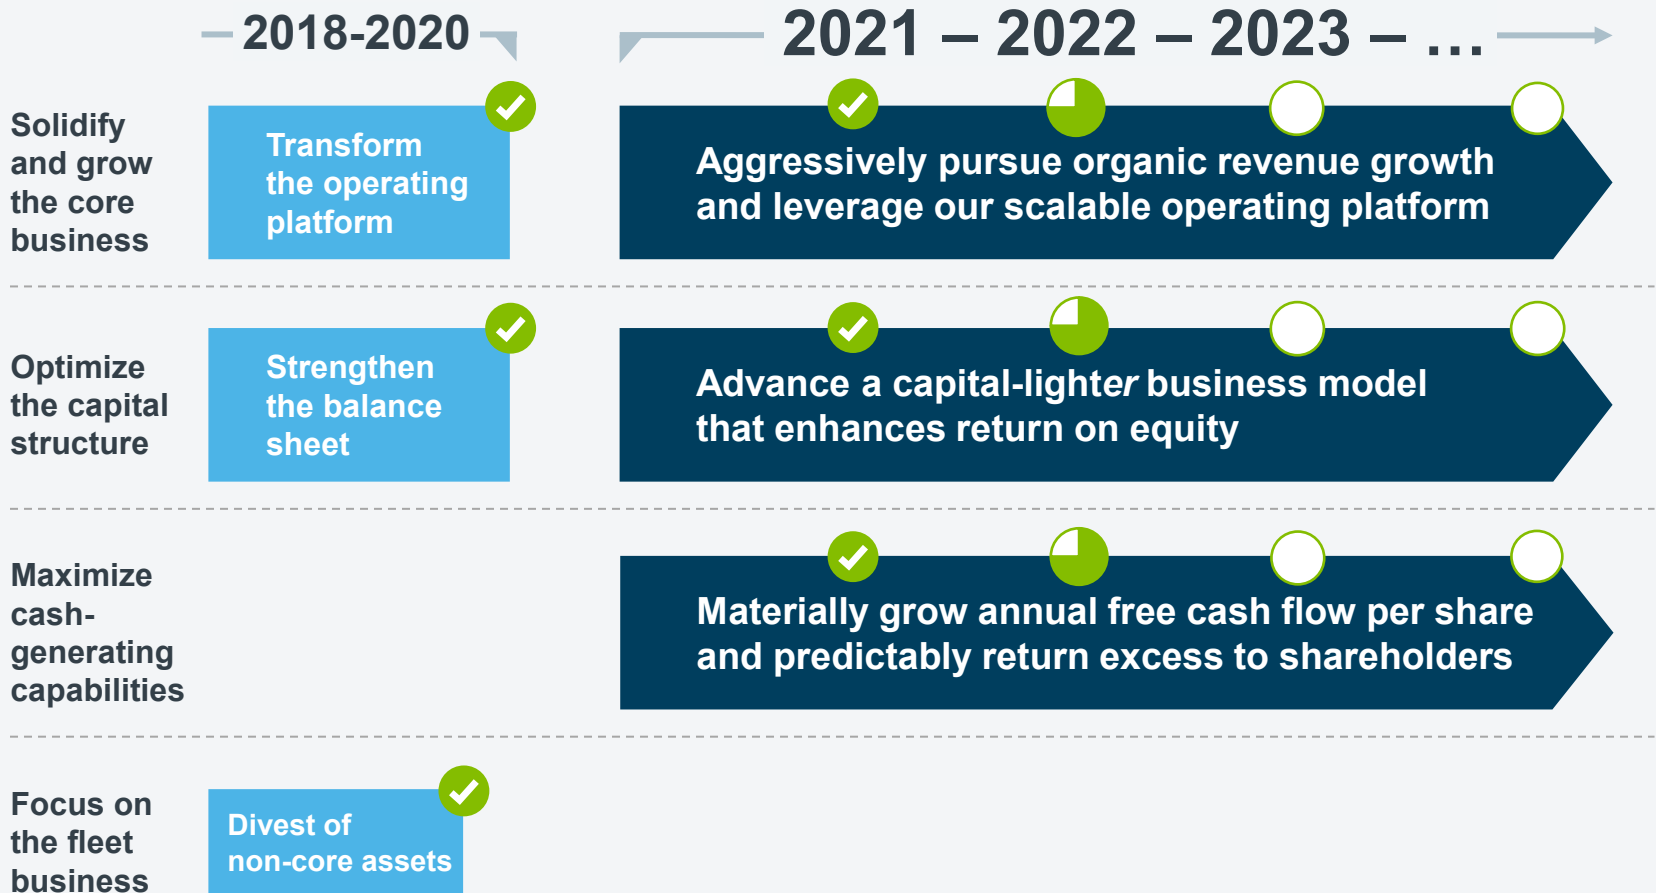 2018-2020
2021 – 2022 – 2023 – …
Solidify
and grow
the core
business
Transform
the operating
platform
Aggressively pursue organic revenue growth
and leverage our scalable operating platform
Optimize
the capital
structure
Strengthen
the balance
sheet
Advance a capital-lighter business model
that enhances return on equity
Maximize
cash-
generating
capabilities
Materially grow annual free cash flow per share
and predictably return excess to shareholders
Focus on
the fleet
business
Divest of
non-core assets